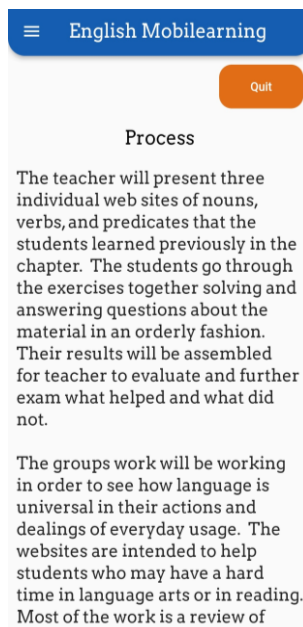 English Mobilearning
Quit
Process
The teacher will present three
individual web sites of nouns,
verbs, and predicates that the
students learned previously in the
chapter.  The students go through
the exercises together solving and
answering questions about the
material in an orderly fashion.
Their results will be assembled
for teacher to evaluate and further
exam what helped and what did
not.
The groups work will be working
in order to see how language is
universal in their actions and
dealings of everyday usage.  The
websites are intended to help
students who may have a hard
time in language arts or in reading.
Most of the work is a review of